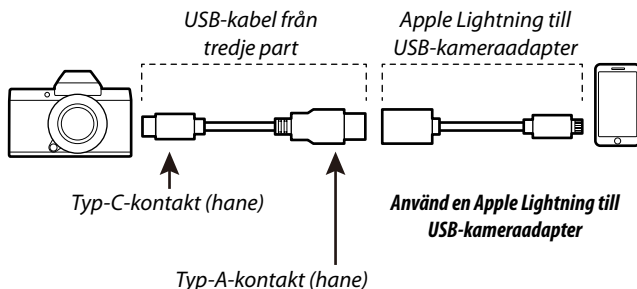 USB-kabel från
tredje part
Apple Lightning till
USB-kameraadapter
Typ-C-kontakt (hane)
Använd en Apple Lightning till
USB-kameraadapter
Typ-A-kontakt (hane)